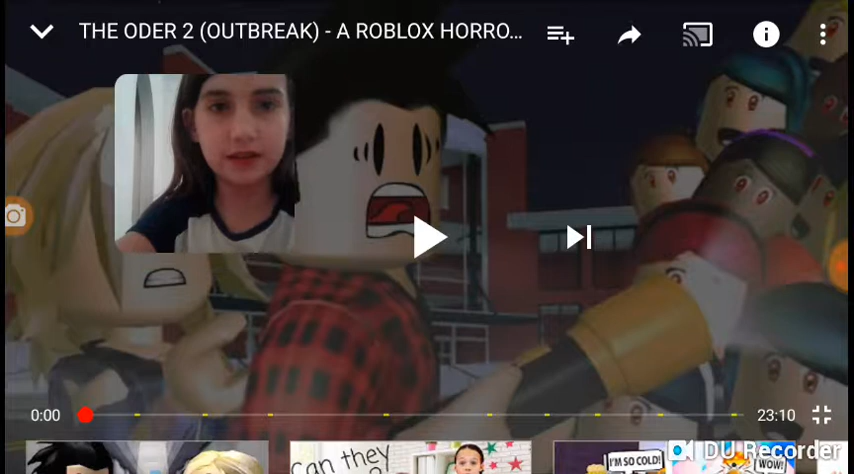 THE ODER 2 (OUTBREAK) - A ROBLOX HORRO...
0:00
23:10
can they
I'M SO COLD!
WOW!
DU Recorder